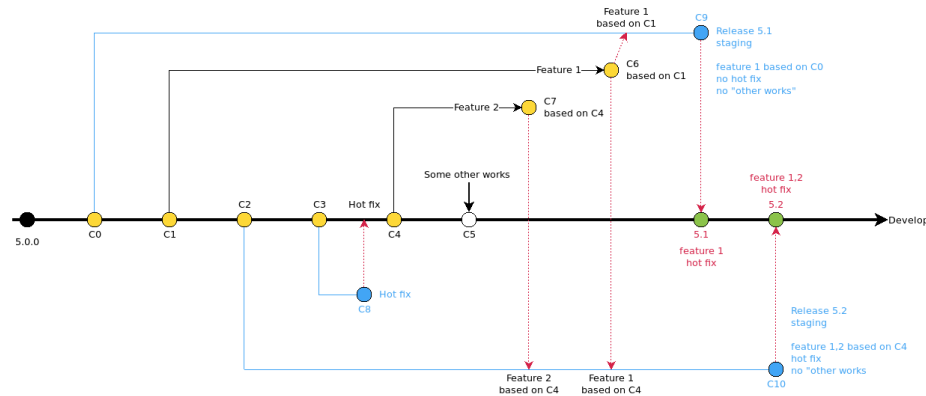 Feature 1
based on C1
C9
Release 5.1
staging
feature 1 based on C0
no hot fix
no "other works"
Feature 1
C6
based on C1
Feature 2
C7
based on C4
Some other works
feature 1,2
hot fix
5.2
C2
C3
Hot fix
5.0.0
C0
C1
C4
C5
5.1
Develop
feature 1
hot fix
Hot fix
C8
Release 5.2
staging
feature 1,2 based on C4
hot fix
no "other works
C10
Feature 2
based on C4
Feature 1
based on C4